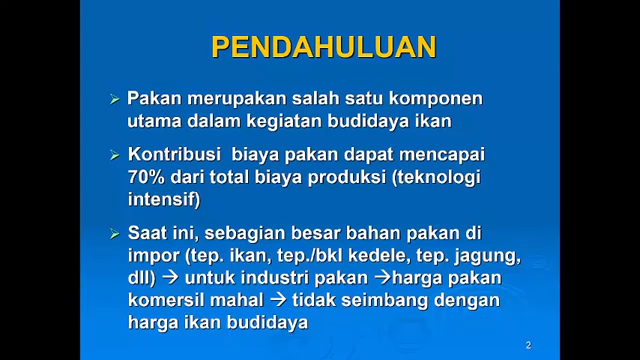 PENDAHULUAN
➢ Pakan merupakan salah satu komponen
utama dalam kegiatan budidaya ikan
➢ Kontribusi biaya pakan dapat mencapai
70% dari total biaya produksi (teknologi
intensif)
➢ Saat ini, sebagian besar bahan pakan di
impor (tep. ikan, tep./bkl kedele, tep. jagung,
dll) → untuk industri pakan →harga pakan
komersil mahal → tidak seimbang dengan
harga ikan budidaya
2